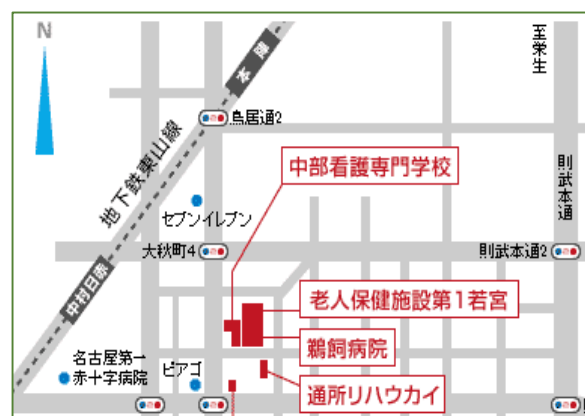 N
至栄生
本陣
鳥居通2
地下鉄東山線
中部看護専門学校
則武本通
セブンイレブン
大秋町4
則武本通2
中村日赤
老人保健施設第1若宮
鵜飼病院
名古屋第一
赤十字病院
ピアゴ
通所リハウカイ